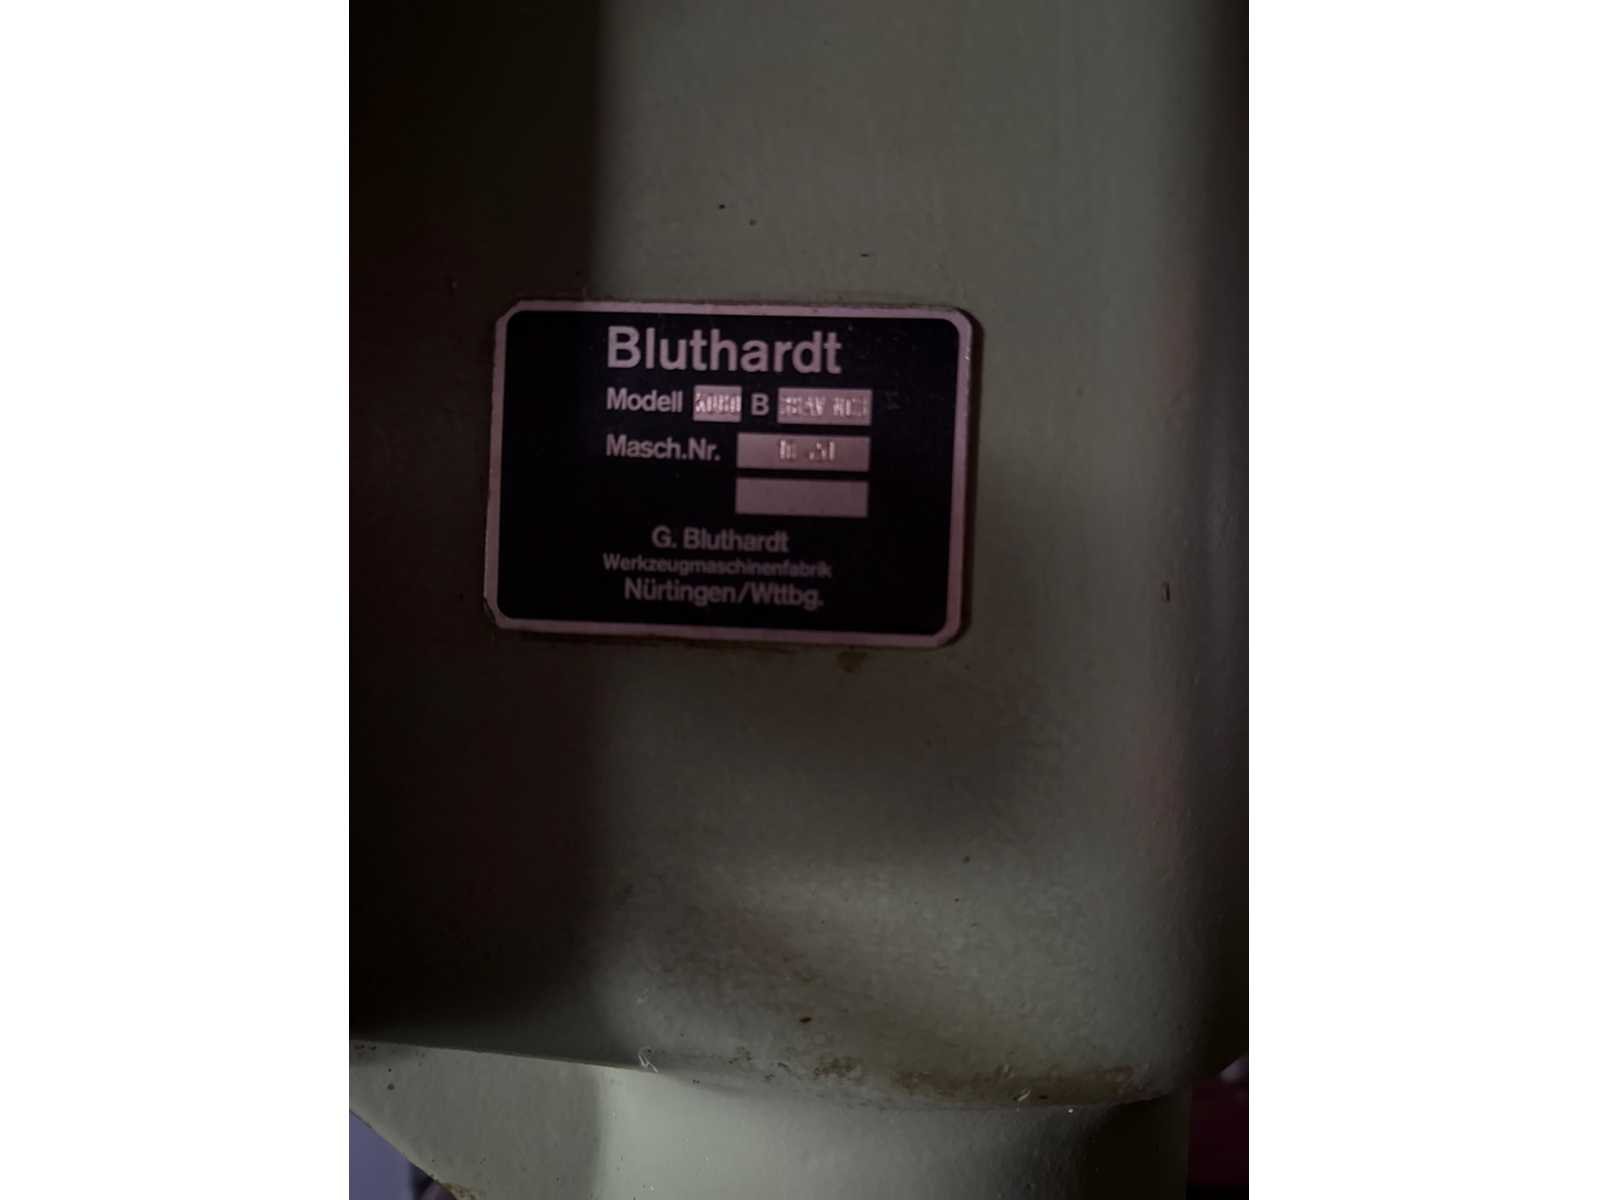 Bluthardt
Modell B
Masch.Nr.
G. Bluthardt
Werkzeugmaschinenfabrik
Nürtingen/Wttbg.